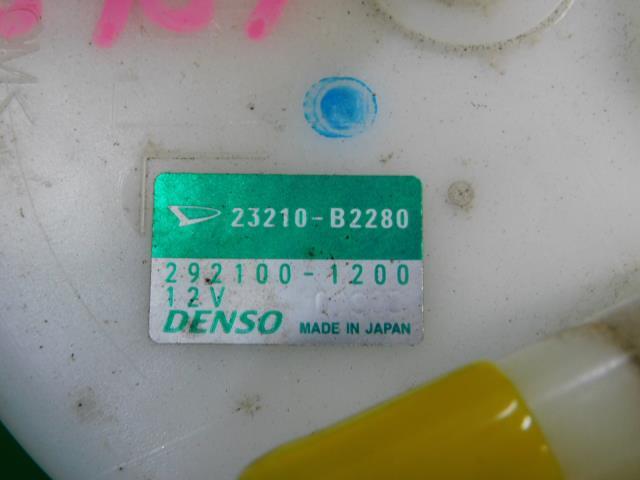 23210-B2280
292100-1200
12V
DENSO MADE IN JAPAN